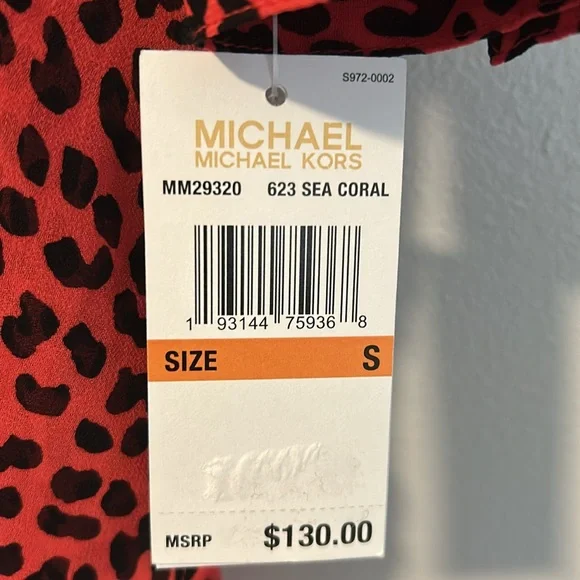 S972-0002
MICHAEL
MICHAEL KORS
MM29320 623 SEA CORAL
1 93144 75936 8
SIZE S
MSRP $130.00